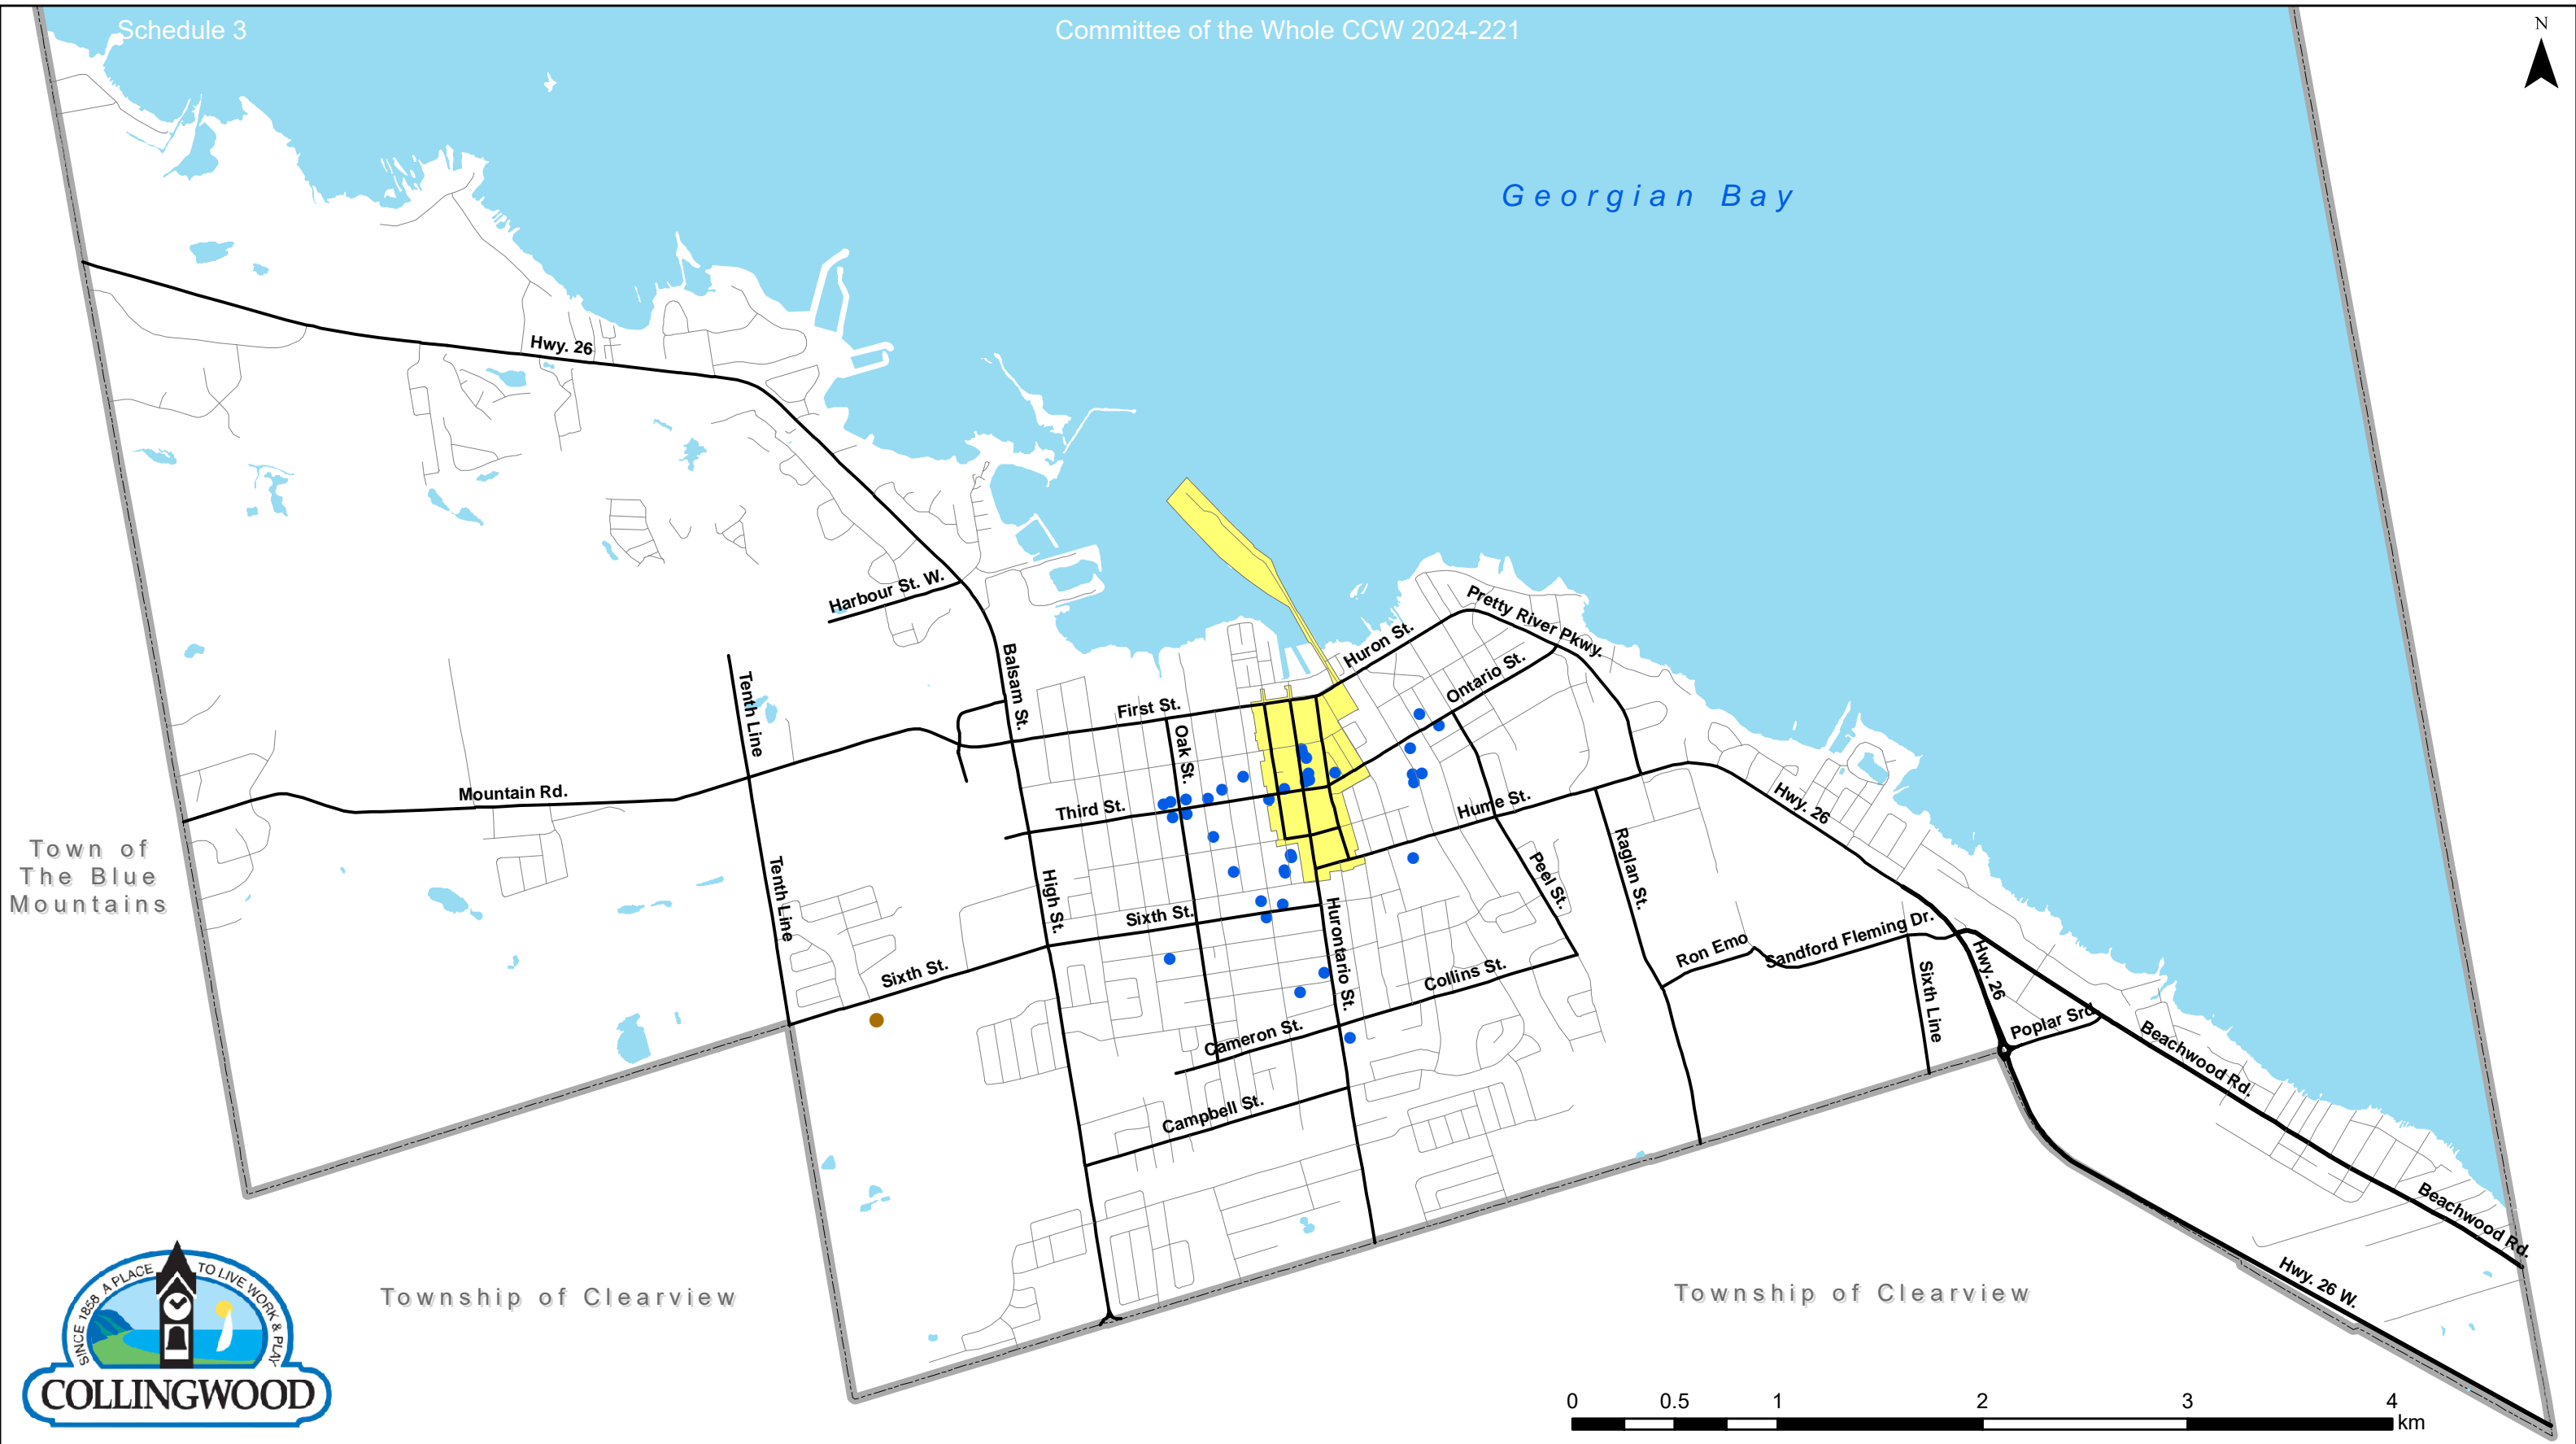 Schedule 3
Committee of the Whole CCW 2024-221
N
Georgian Bay
Hwy. 26
Harbour St. W.
Balsam St.
Tenth Line
Pretty River Pkwy.
Huron St.
Ontario St.
First St.
Oak St.
Mountain Rd.
Third St.
Hume St.
Hwy. 26
Town of
The Blue
Mountains
Tenth Line
High St.
Peel St.
Raglan St.
Sixth St.
Hurontario St.
Sixth St.
Collins St.
Ron Emo
Sandford Fleming Dr.
Hwy. 26
Sixth Line
Poplar Srd
Cameron St.
Beachwood Rd.
Campbell St.
Beachwood Rd.
Hwy. 26 W.
Township of Clearview
Township of Clearview
SINCE 1858 A PLACE TO LIVE WORK & PLAY
COLLINGWOOD
0 0.5 1 2 3 4
km